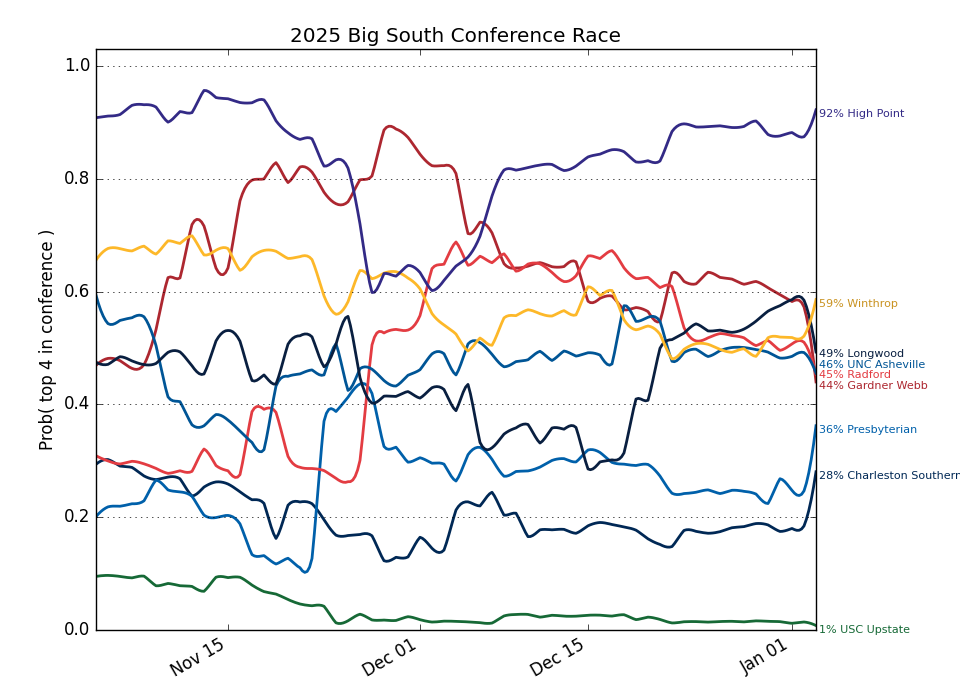 2025 Big South Conference Race
Prob( top 4 in conference )
1.0
0.8
0.6
0.4
0.2
0.0
Nov 15
Dec 01
Dec 15
Jan 01
92% High Point
59% Winthrop
49% Longwood
46% UNC Asheville
45% Radford
44% Gardner Webb
36% Presbyterian
28% Charleston Southern
1% USC Upstate